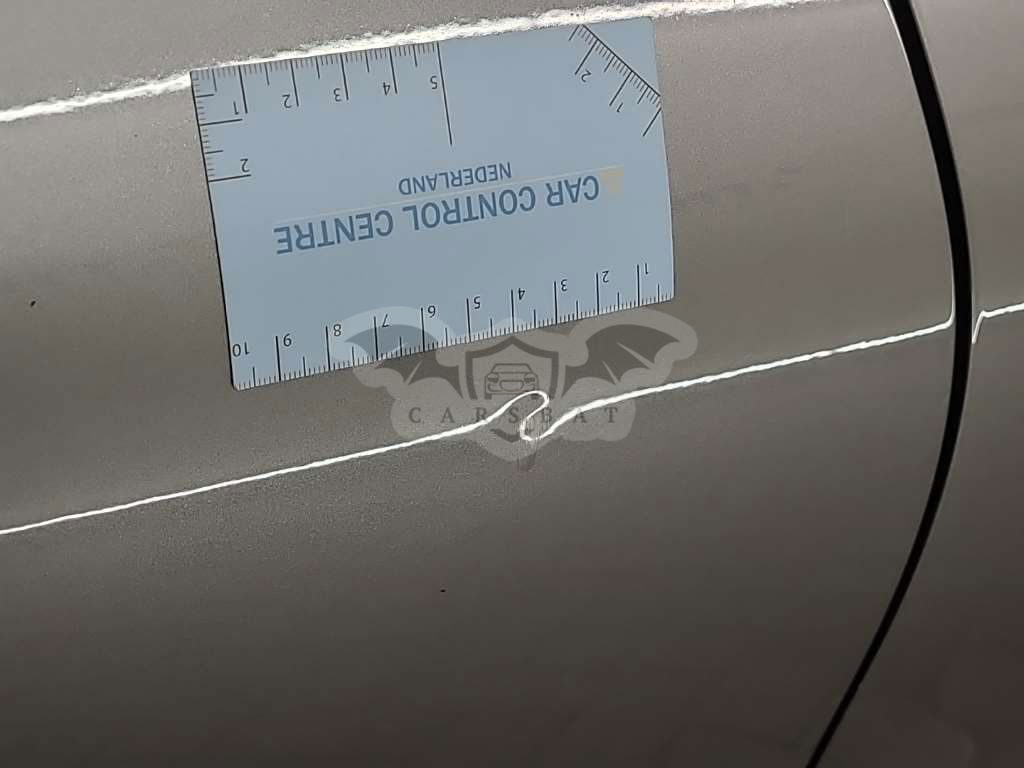 1 2 3 4 5
1
2
2 1
CAR CONTROL CENTRE
NEDERLAND
10 9 8 7 6 5 4 3 2 1
CARSBAT